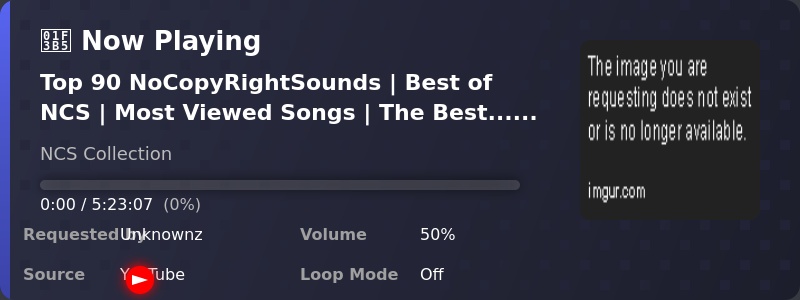 Now Playing
Top 90 NoCopyRightSounds | Best of
NCS | Most Viewed Songs | The Best......
NCS Collection
0:00 / 5:23:07 (0%)
Requested by Unknownz Volume 50%
Source YouTube Loop Mode Off
The image you are
requesting does not exist
or is no longer available.
imgur.com